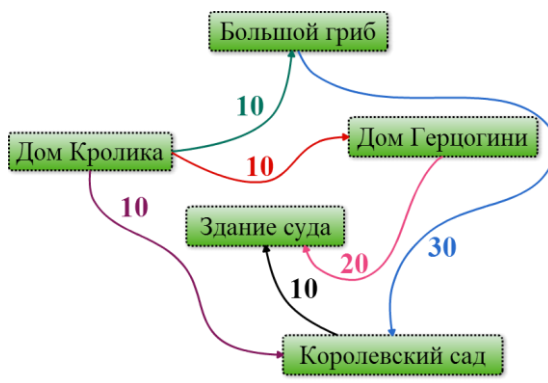 Большой гриб
10
Дом Герцогини
Дом Кролика
10
10
Здание суда
20
30
10
Королевский сад